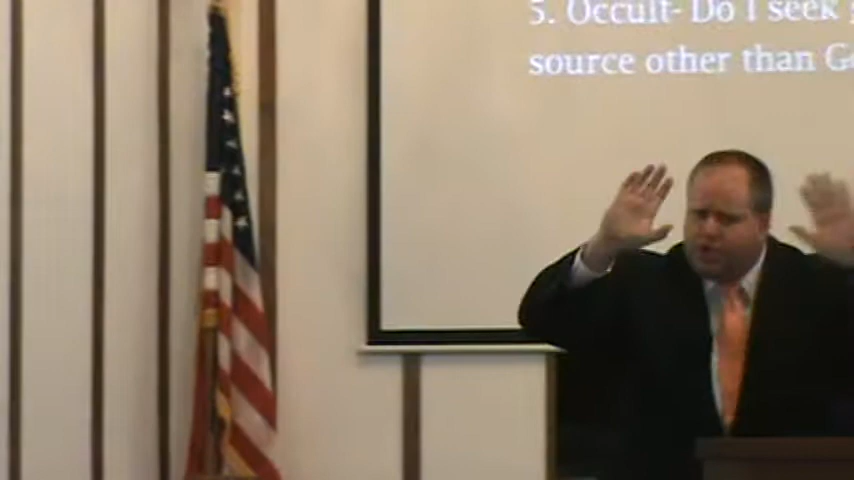 5. Occult- Do I seek
source other than